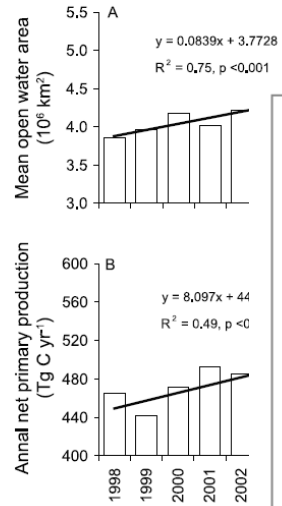 A
y = 0.0839x + 3.7728
R² = 0.75, p <0.001
Mean open water area
(10⁶ km²)
5.5
5.0
4.5
4.0
3.5
3.0
B
y = 8.097x + 44
R² = 0.49, p <0
Annal net primary production
(Tg C yr⁻¹)
600
560
520
480
440
400
1998
1999
2000
2001
2002